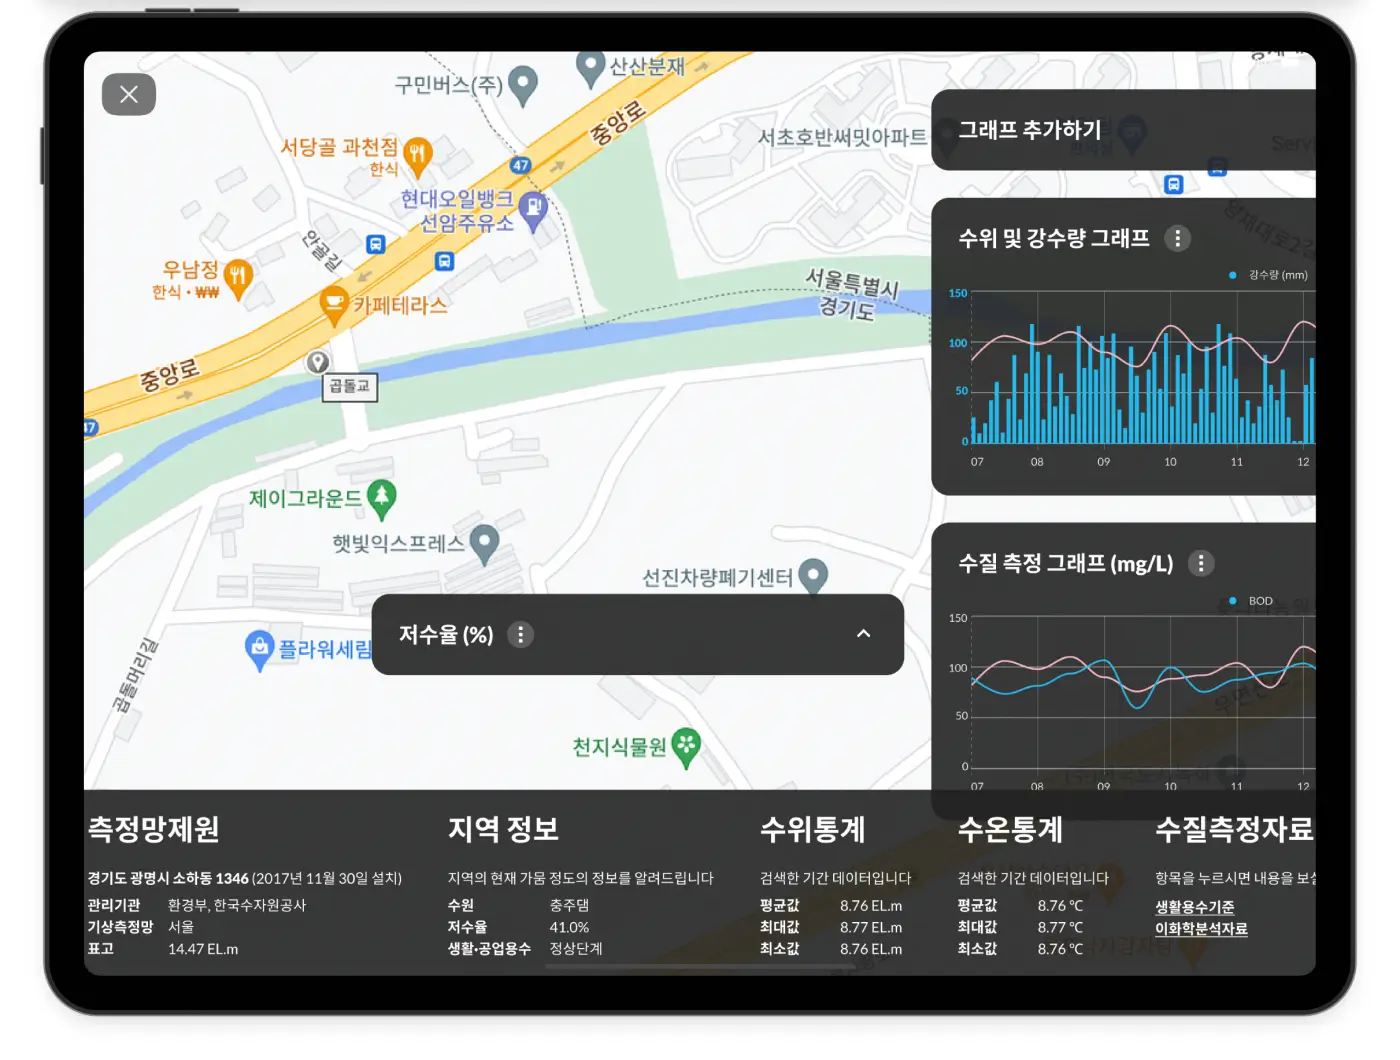 구민버스(주)
산산분재
중앙로
서당골 과천점
한식
47
서초호반써밋아파트
현대오일뱅크
선암주유소
안골길
우남정
한식 · ₩₩
카페테라스
서울특별시
경기도
중앙로
곱돌교
47
제이그라운드
햇빛익스프레스
선진차량폐기센터
플라워세림
곱돌머리길
천지식물원
저수율 (%)
그래프 추가하기
Servi
양재대로2길
수위 및 강수량 그래프
강수량 (mm)
150
100
50
0
07 08 09 10 11 12
수질 측정 그래프 (mg/L)
BOD
150
100
50
0
07 08 09 10 11 12
측정망제원
경기도 광명시 소하동 1346 (2017년 11월 30일 설치)
관리기관 환경부, 한국수자원공사
기상측정망 서울
표고 14.47 EL.m
지역 정보
지역의 현재 가뭄 정도의 정보를 알려드립니다
수원 충주댐
저수율 41.0%
생활·공업용수 정상단계
수위통계
검색한 기간 데이터입니다
평균값 8.76 EL.m
최대값 8.77 EL.m
최소값 8.76 EL.m
수온통계
검색한 기간 데이터입니다
평균값 8.76 ℃
최대값 8.77 ℃
최소값 8.76 ℃
수질측정자료
항목을 누르시면 내용을 보실
생활용수기준
이화학분석자료